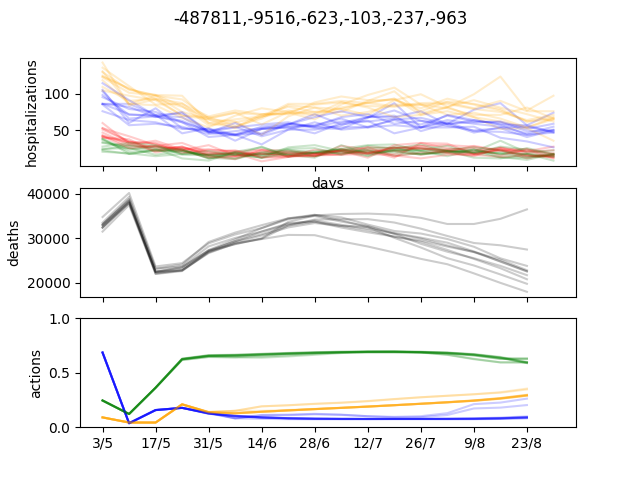 -487811,-9516,-623,-103,-237,-963
hospitalizations
100
50
days
deaths
40000
30000
20000
actions
1.0
0.5
0.0
3/5 17/5 31/5 14/6 28/6 12/7 26/7 9/8 23/8